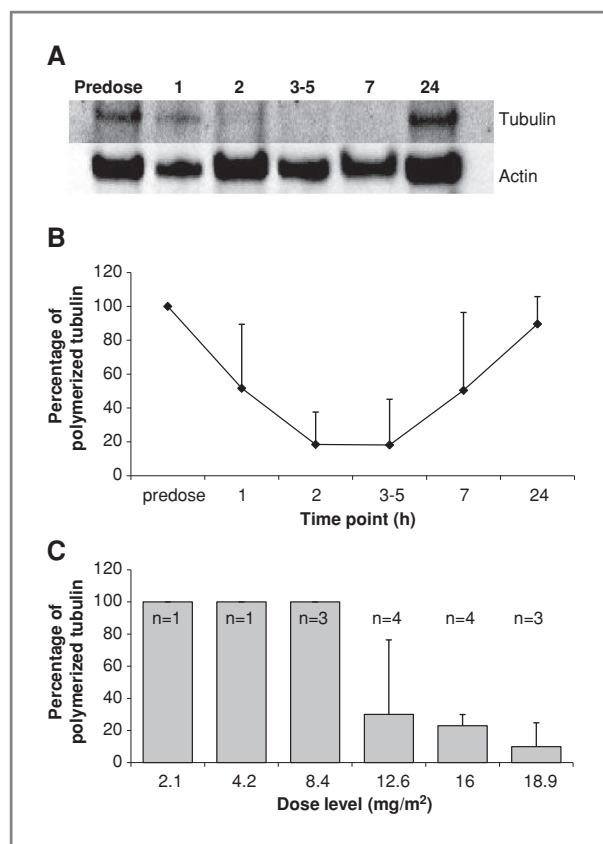 A
Predose 1 2 3-5 7 24
Tubulin
Actin
B
Percentage of
polymerized tubulin
120
100
80
60
40
20
0
predose 1 2 3-5 7 24
Time point (h)
C
Percentage of
polymerized tubulin
120
100
80
60
40
20
0
n=1 n=1 n=3 n=4 n=4 n=3
2.1 4.2 8.4 12.6 16 18.9
Dose level (mg/m²)